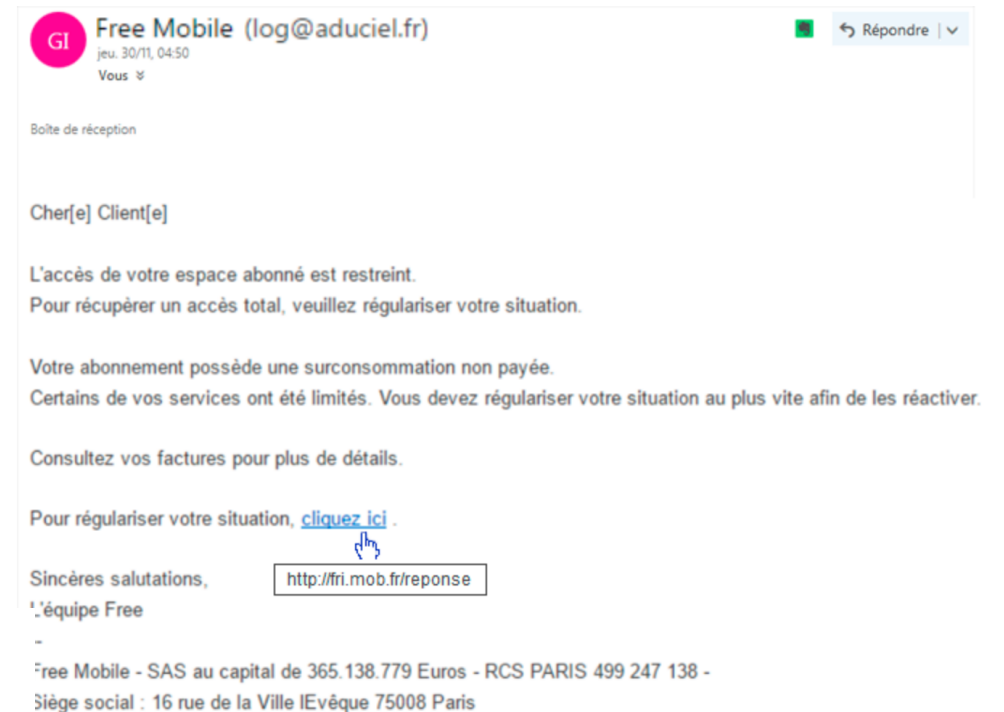 GI
Free Mobile (log@aduciel.fr)
jeu. 30/11, 04:50
Vous
Répondre
Boîte de réception
Cher[e] Client[e]
L'accès de votre espace abonné est restreint.
Pour récupèrer un accès total, veuillez régulariser votre situation.
Votre abonnement possède une surconsommation non payée.
Certains de vos services ont été limités. Vous devez régulariser votre situation au plus vite afin de les réactiver.
Consultez vos factures pour plus de détails.
Pour régulariser votre situation, cliquez ici .
http://fri.mob.fr/reponse
Sincères salutations,
L'équipe Free
--
Free Mobile - SAS au capital de 365.138.779 Euros - RCS PARIS 499 247 138 -
Siège social : 16 rue de la Ville lEvêque 75008 Paris